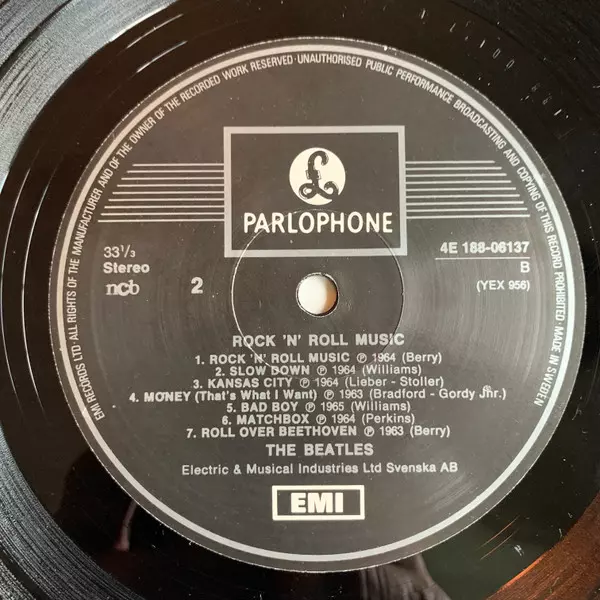 EMI RECORDS LTD·ALL RIGHTS OF THE MANUFACTURER AND OF THE OWNER OF THE RECORDED WORK RESERVED·UNAUTHORISED PUBLIC PERFORMANCE BROADCASTING AND COPYING OF THIS RECORD PROHIBITED·MADE IN SWEDEN
£
PARLOPHONE
33⅓
Stereo
ncb
2
4E 188-06137
B
(YEX 956)
ROCK 'N' ROLL MUSIC
1. ROCK 'N' ROLL MUSIC ℗ 1964 (Berry)
2. SLOW DOWN ℗ 1964 (Williams)
3. KANSAS CITY ℗ 1964 (Lieber - Stoller)
4. MONEY (That's What I Want) ℗ 1963 (Bradford - Gordy Jnr.)
5. BAD BOY ℗ 1965 (Williams)
6. MATCHBOX ℗ 1964 (Perkins)
7. ROLL OVER BEETHOVEN ℗ 1963 (Berry)
THE BEATLES
Electric & Musical Industries Ltd Svenska AB
EMI